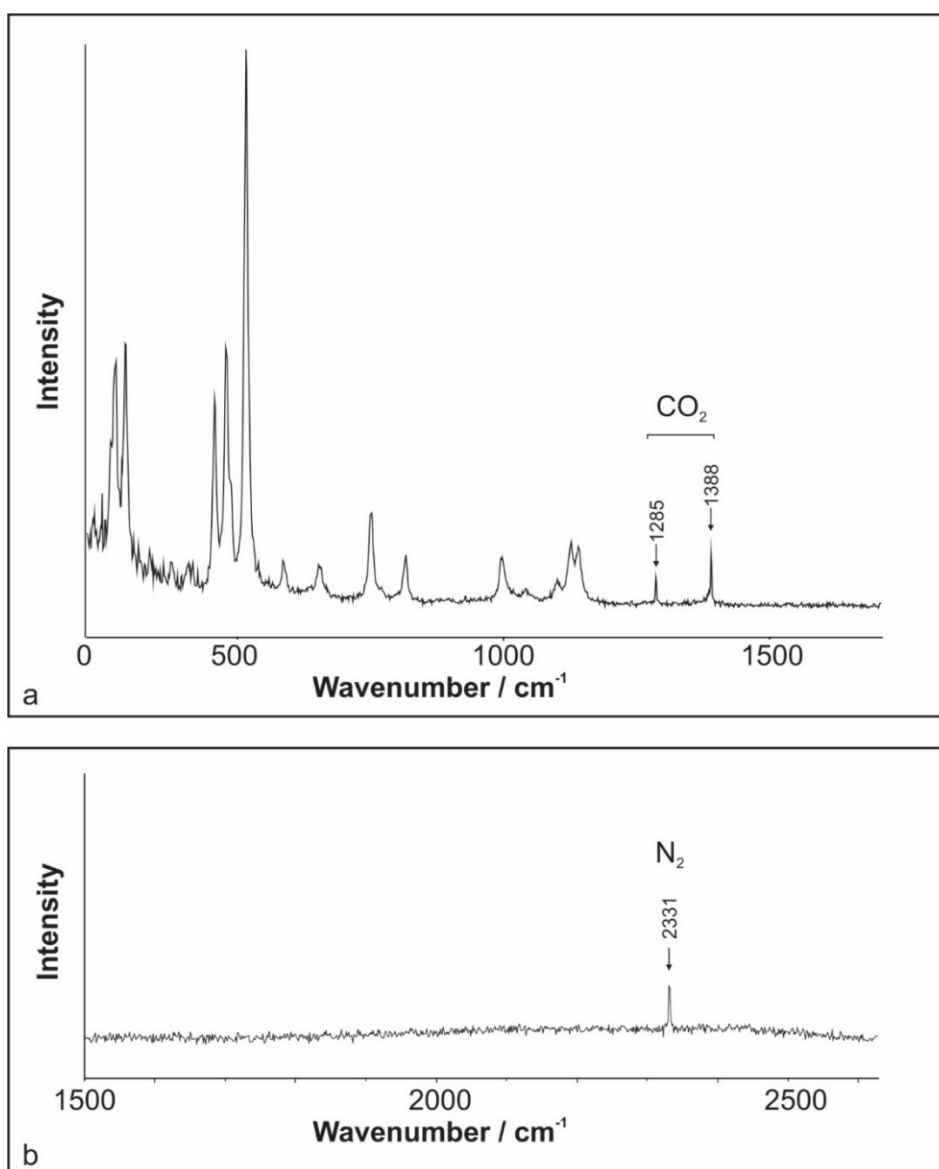 Intensity
CO₂
1285
1388
0
500
1000
1500
Wavenumber / cm⁻¹
a
N₂
2331
Intensity
1500
2000
2500
Wavenumber / cm⁻¹
b